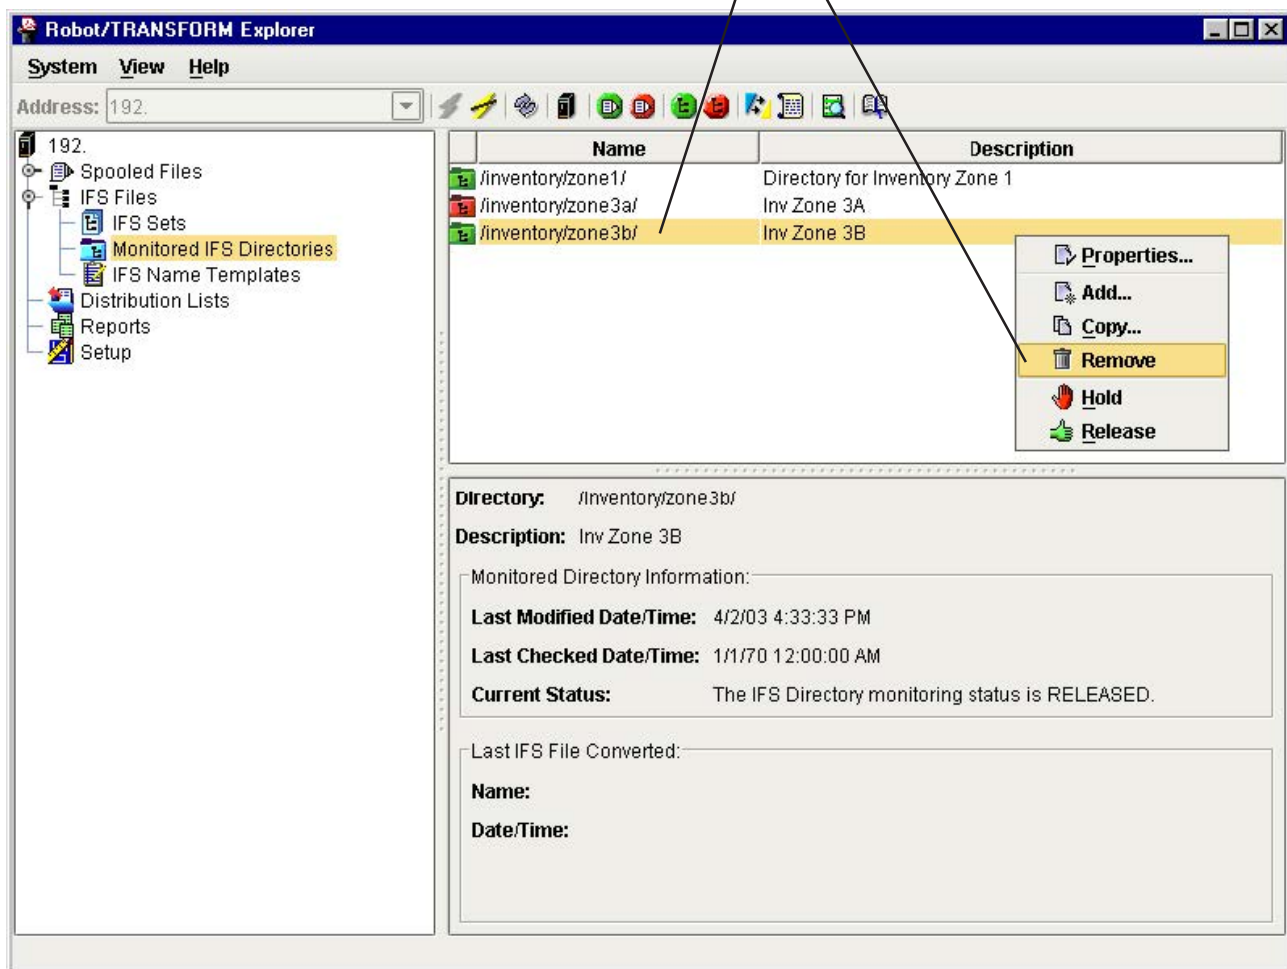 Robot/TRANSFORM Explorer
System View Help
Address: 192.
192.
Spooled Files
IFS Files
IFS Sets
Monitored IFS Directories
IFS Name Templates
Distribution Lists
Reports
Setup
Name Description
/inventory/zone1/ Directory for Inventory Zone 1
/inventory/zone3a/ Inv Zone 3A
/inventory/zone3b/ Inv Zone 3B
Properties...
Add...
Copy...
Remove
Hold
Release
Directory: /inventory/zone3b/
Description: Inv Zone 3B
Monitored Directory Information:
Last Modified Date/Time: 4/2/03 4:33:33 PM
Last Checked Date/Time: 1/1/70 12:00:00 AM
Current Status: The IFS Directory monitoring status is RELEASED.
Last IFS File Converted:
Name:
Date/Time: